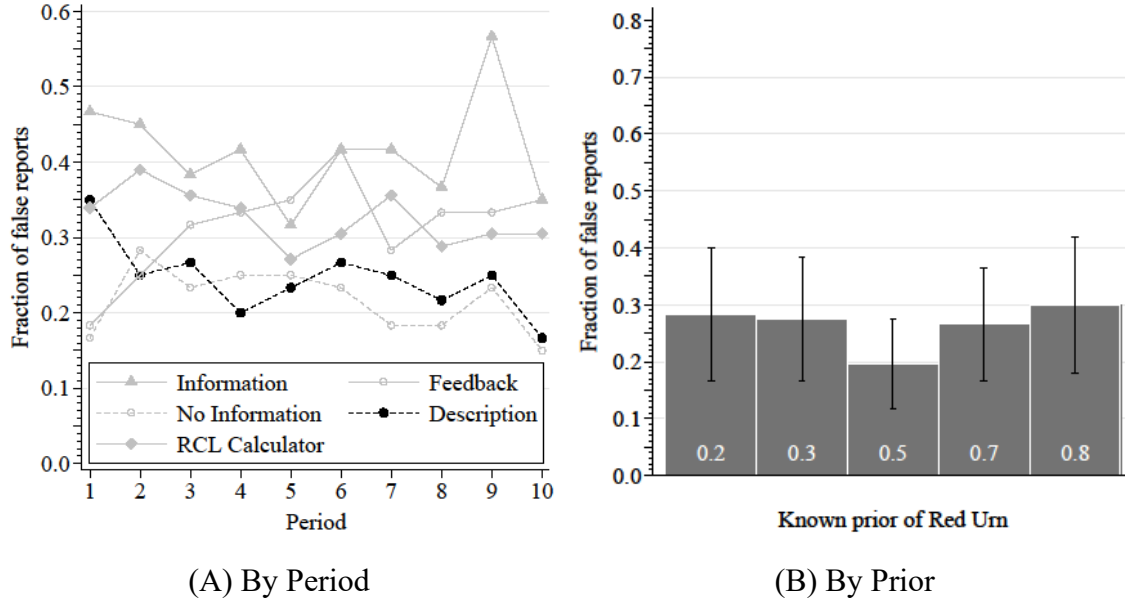 Fraction of false reports
0.6
0.5
0.4
0.3
0.2
0.1
0.0
Information
Feedback
No Information
Description
RCL Calculator
1 2 3 4 5 6 7 8 9 10
Period
(A) By Period
Fraction of false reports
0.8
0.7
0.6
0.5
0.4
0.3
0.2
0.1
0.0
0.2 0.3 0.5 0.7 0.8
Known prior of Red Urn
(B) By Prior